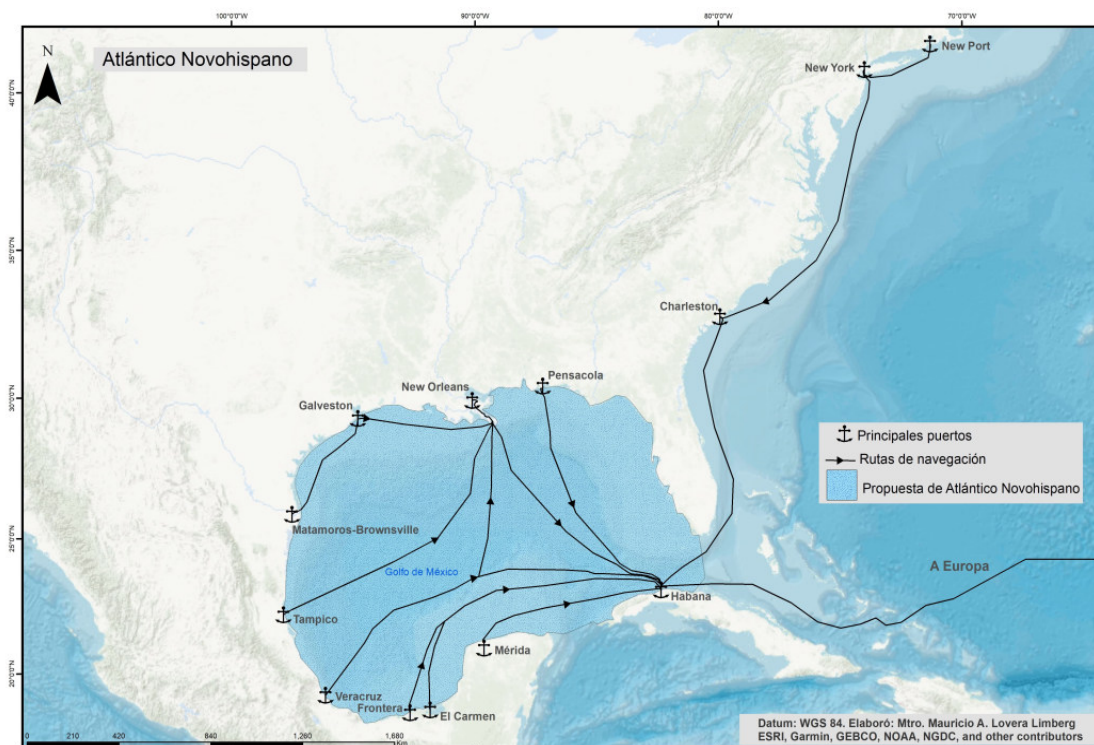 100°0'0"W
90°0'0"W
80°0'0"W
70°0'0"W
Atlántico Novohispano
N
New Port
New York
40°0'0"N
35°0'0"N
Charleston
Pensacola
New Orleans
30°0'0"N
Galveston
Principales puertos
Rutas de navegación
Propuesta de Atlántico Novohispano
Matamoros-Brownsville
25°0'0"N
Golfo de México
A Europa
Habana
Tampico
Mérida
20°0'0"N
Veracruz
Frontera
El Carmen
0 210 420 840 1,260 1,680
Km
Datum: WGS 84. Elaboró: Mtro. Mauricio A. Lovera Limberg
ESRI, Garmin, GEBCO, NOAA, NGDC, and other contributors